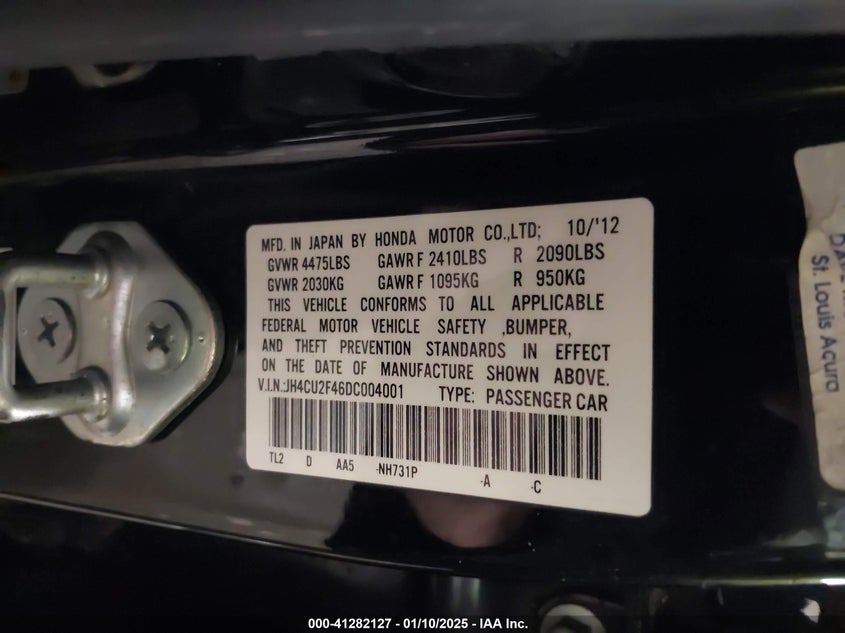 MFD. IN JAPAN BY HONDA MOTOR CO.,LTD; 10/'12
GVWR 4475LBS GAWR F 2410LBS R 2090LBS
GVWR 2030KG GAWR F 1095KG R 950KG
THIS VEHICLE CONFORMS TO ALL APPLICABLE
FEDERAL MOTOR VEHICLE SAFETY ,BUMPER,
AND THEFT PREVENTION STANDARDS IN EFFECT
ON THE DATE OF MANUFACTURE SHOWN ABOVE.
V.I.N.:JH4CU2F46DC004001 TYPE: PASSENGER CAR
TL2 D AA5 -NH731P -A -C
St. Louis Acura
000-41282127 - 01/10/2025 - IAA Inc.